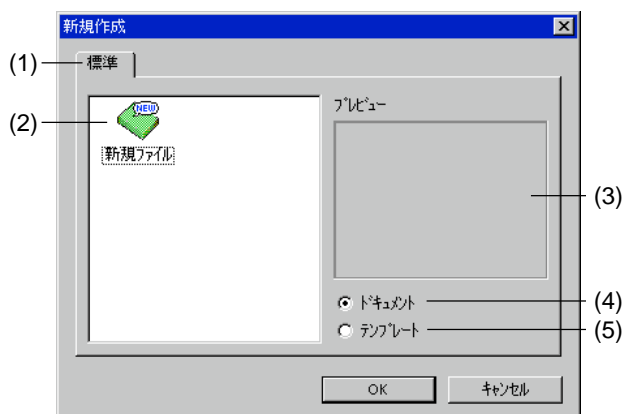 新規作成
(1)
標準
(2)
NEW
新規ファイル
プレビュー
(3)
ドキュメント
(4)
テンプレート
(5)
OK
キャンセル